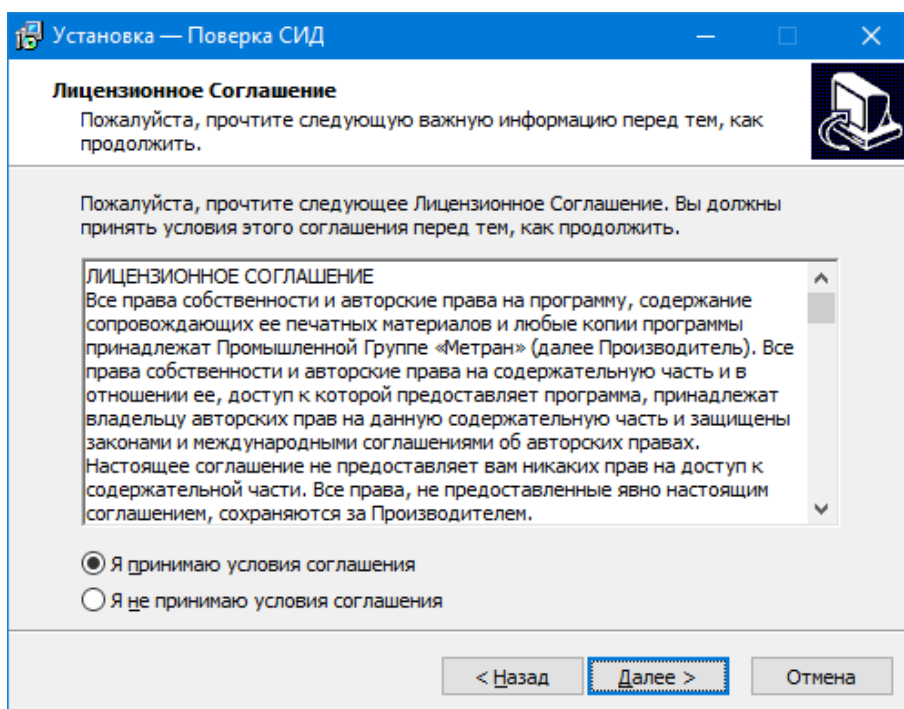 Установка — Поверка СИД
Лицензионное Соглашение
Пожалуйста, прочтите следующую важную информацию перед тем, как
продолжить.
Пожалуйста, прочтите следующее Лицензионное Соглашение. Вы должны
принять условия этого соглашения перед тем, как продолжить.
ЛИЦЕНЗИОННОЕ СОГЛАШЕНИЕ
Все права собственности и авторские права на программу, содержание
сопровождающих ее печатных материалов и любые копии программы
принадлежат Промышленной Группе «Метран» (далее Производитель). Все
права собственности и авторские права на содержательную часть и в
отношении ее, доступ к которой предоставляет программа, принадлежат
владельцу авторских прав на данную содержательную часть и защищены
законами и международными соглашениями об авторских правах.
Настоящее соглашение не предоставляет вам никаких прав на доступ к
содержательной части. Все права, не предоставленные явно настоящим
соглашением, сохраняются за Производителем.
Я принимаю условия соглашения
Я не принимаю условия соглашения
< Назад
Далее >
Отмена